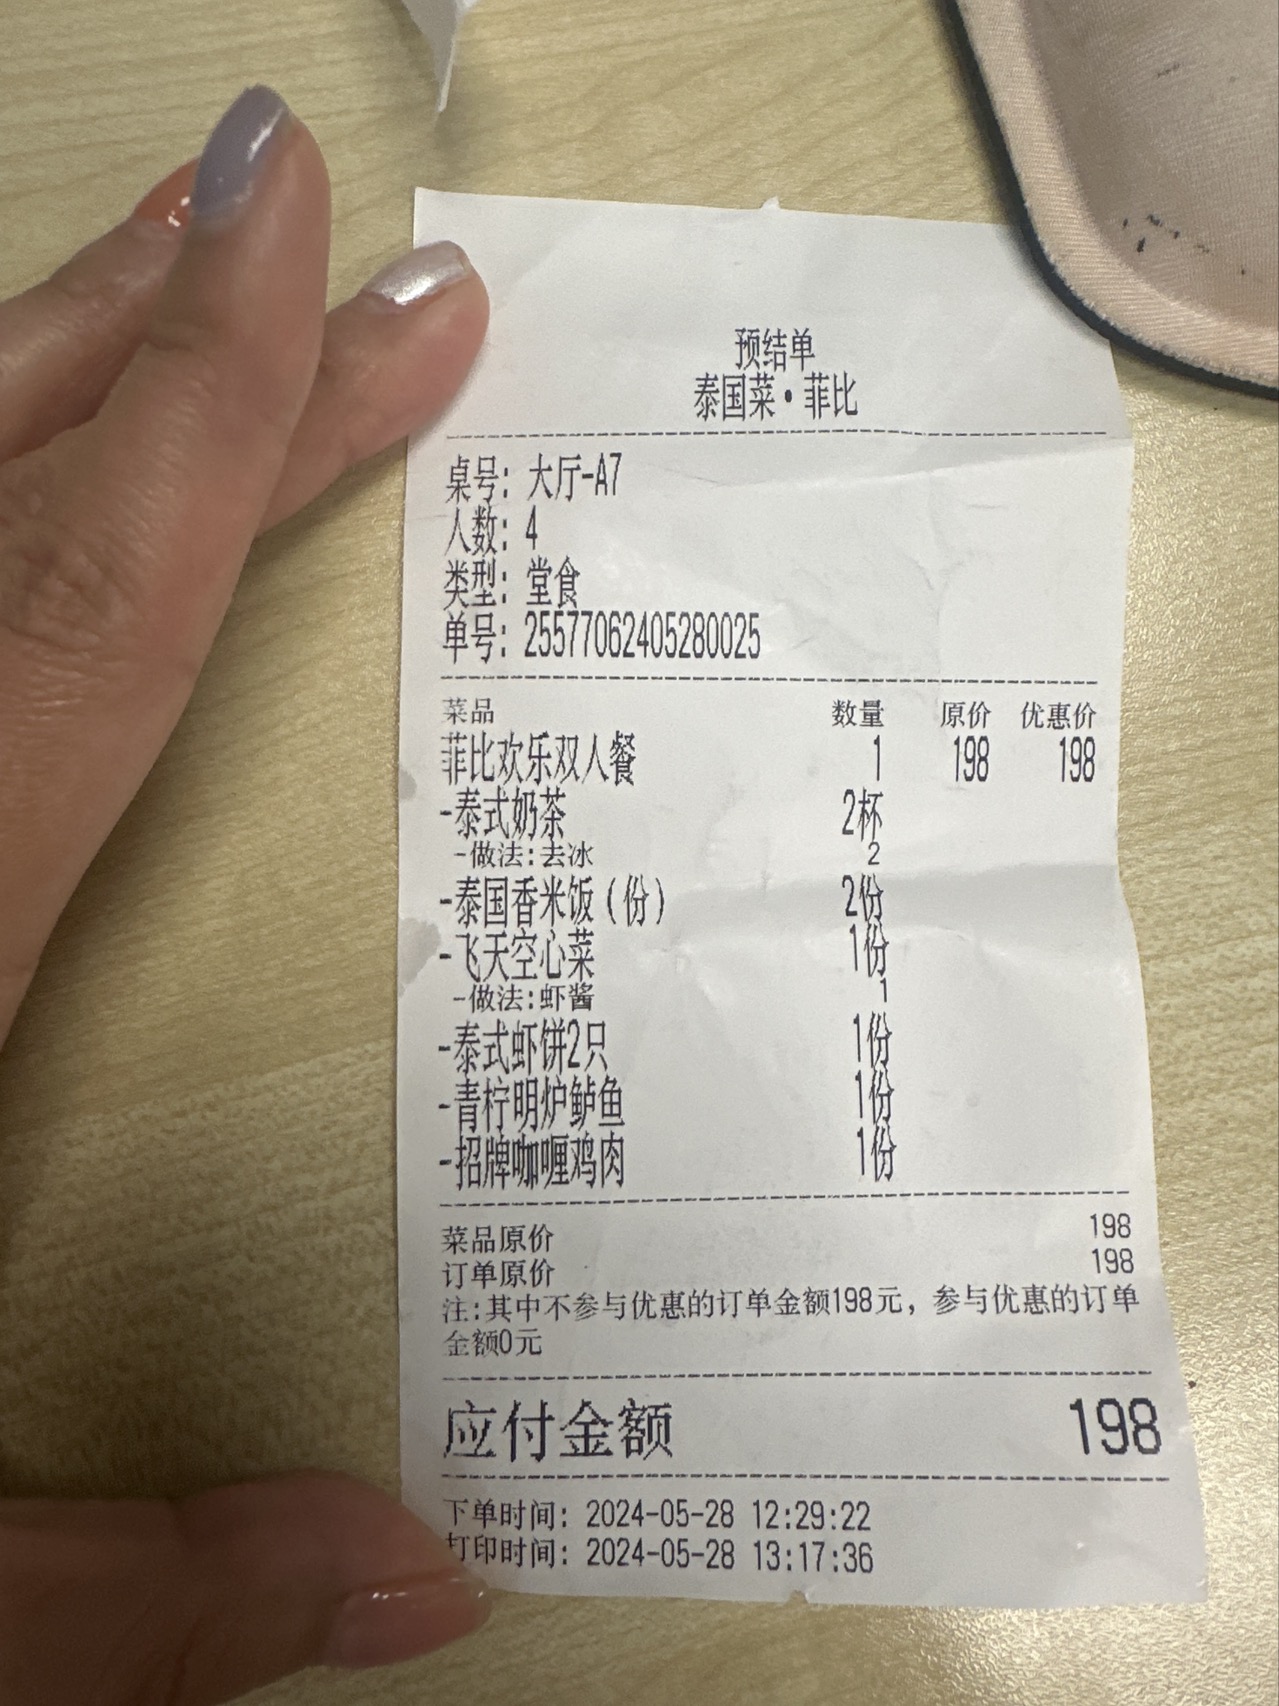 预结单
泰国菜•菲比
桌号: 大厅-A7
人数: 4
类型: 堂食
单号: 25577062405280025
菜品 数量 原价 优惠价
菲比欢乐双人餐 1 198 198
-泰式奶茶 2杯
-做法:去冰 2
-泰国香米饭(份) 2份
-飞天空心菜 1份
-做法:虾酱 1
-泰式虾饼2只 1份
-青柠明炉鲈鱼 1份
-招牌咖喱鸡肉 1份
菜品原价 198
订单原价 198
注:其中不参与优惠的订单金额198元, 参与优惠的订单
金额0元
应付金额 198
下单时间: 2024-05-28 12:29:22
打印时间: 2024-05-28 13:17:36